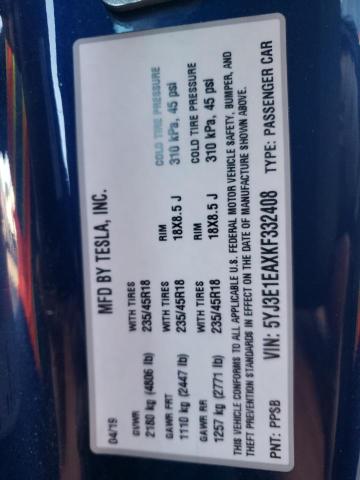 MFD BY TESLA, INC.
04/19
GVWR WITH TIRES RIM COLD TIRE PRESSURE
2180 kg (4806 lb) 235/45R18 18X8.5 J 310 kPa, 45 psi
GAWR FRT WITH TIRES RIM COLD TIRE PRESSURE
1110 kg (2447 lb) 235/45R18 18X8.5 J 310 kPa, 45 psi
GAWR RR WITH TIRES
1257 kg (2771 lb) 235/45R18
THIS VEHICLE CONFORMS TO ALL APPLICABLE U.S. FEDERAL MOTOR VEHICLE SAFETY, BUMPER, AND
THEFT PREVENTION STANDARDS IN EFFECT ON THE DATE OF MANUFACTURE SHOWN ABOVE.
PNT: PPSB VIN: 5YJ3E1EAXKF332408 TYPE: PASSENGER CAR